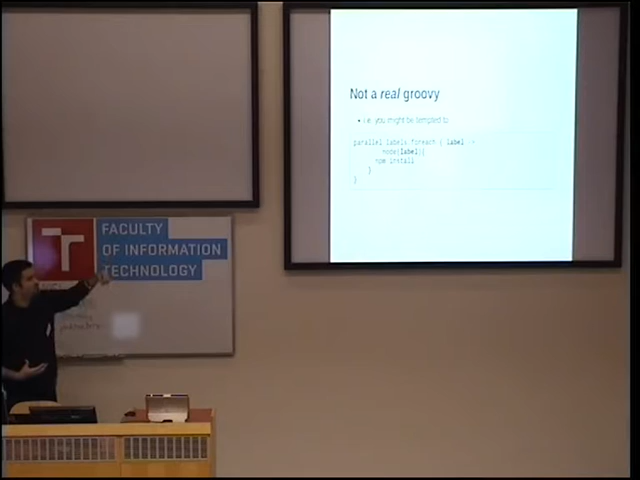 Not a real groovy
• i.e. you might be tempted to
parallel labels.foreach { label ->
node(label){
npm install
}
}
FACULTY
OF INFORMATION
TECHNOLOGY